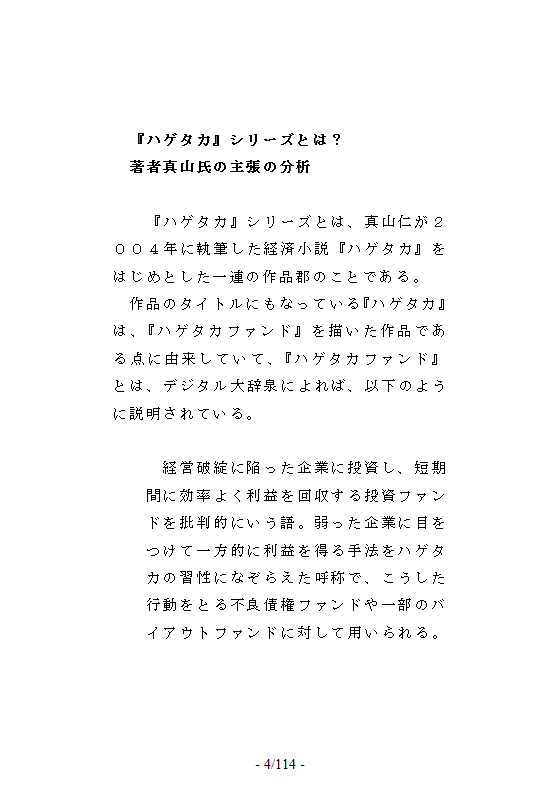 『ハゲタカ』シリーズとは?
著者真山氏の主張の分析
『ハゲタカ』シリーズとは、真山仁が2
004年に執筆した経済小説『ハゲタカ』を
はじめとした一連の作品郡のことである。
作品のタイトルにもなっている『ハゲタカ』
は、『ハゲタカファンド』を描いた作品であ
る点に由来していて、『ハゲタカファンド』
とは、デジタル大辞泉によれば、以下のよう
に説明されている。
経営破綻に陥った企業に投資し、短期
間に効率よく利益を回収する投資ファン
ドを批判的にいう語。弱った企業に目を
つけて一方的に利益を得る手法をハゲタ
カの習性になぞらえた呼称で、こうした
行動をとる不良債権ファンドや一部のバ
イアウトファンドに対して用いられる。
- 4/114 -